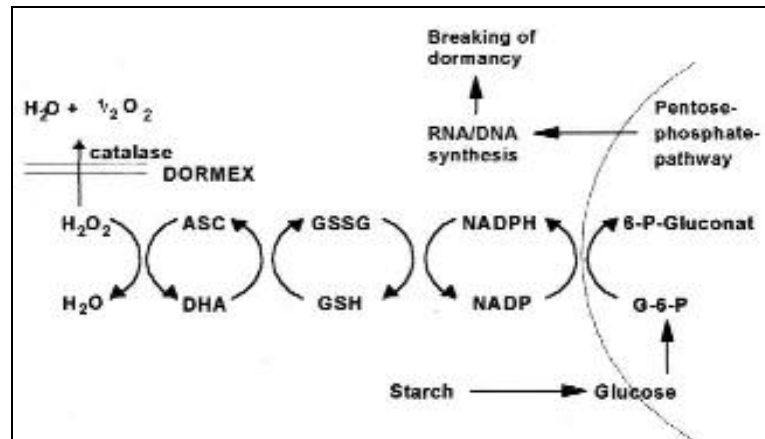 Breaking of
dormancy
H₂O + ½ O₂
RNA/DNA
synthesis
Pentose-
phosphate-
pathway
catalase
DORMEX
H₂O₂ ASC GSSG NADPH 6-P-Gluconat
H₂O DHA GSH NADP G-6-P
Starch Glucose